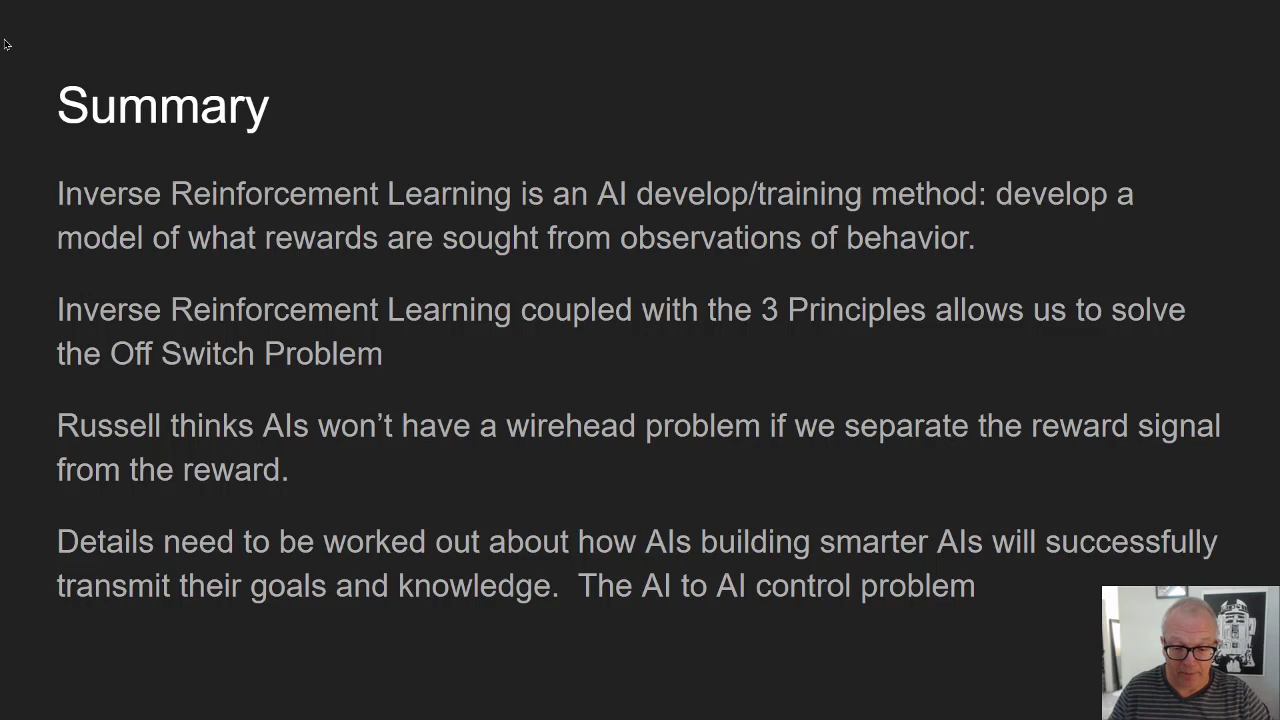 Summary
Inverse Reinforcement Learning is an AI develop/training method: develop a
model of what rewards are sought from observations of behavior.
Inverse Reinforcement Learning coupled with the 3 Principles allows us to solve
the Off Switch Problem
Russell thinks AIs won’t have a wirehead problem if we separate the reward signal
from the reward.
Details need to be worked out about how AIs building smarter AIs will successfully
transmit their goals and knowledge.  The AI to AI control problem